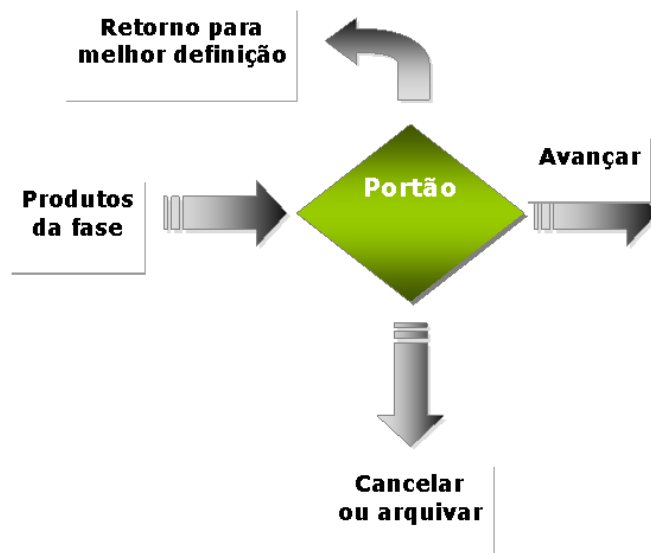 Retorno para
melhor definição
Avançar
Portão
Produtos
da fase
Cancelar
ou arquivar